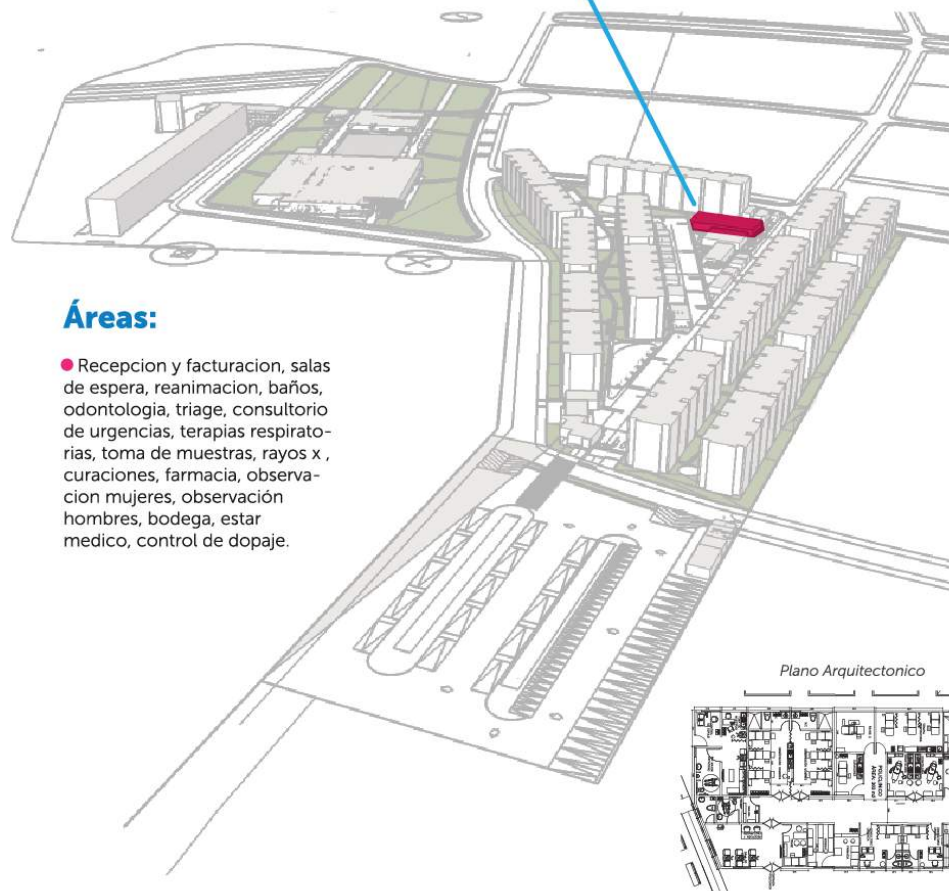 Áreas:
Recepcion y facturacion, salas
de espera, reanimacion, baños,
odontologia, triage, consultorio
de urgencias, terapias respirato-
rias, toma de muestras, rayos x ,
curaciones, farmacia, observa-
cion mujeres, observación
hombres, bodega, estar
medico, control de dopaje.
Plano Arquitectonico
POLICLINICO